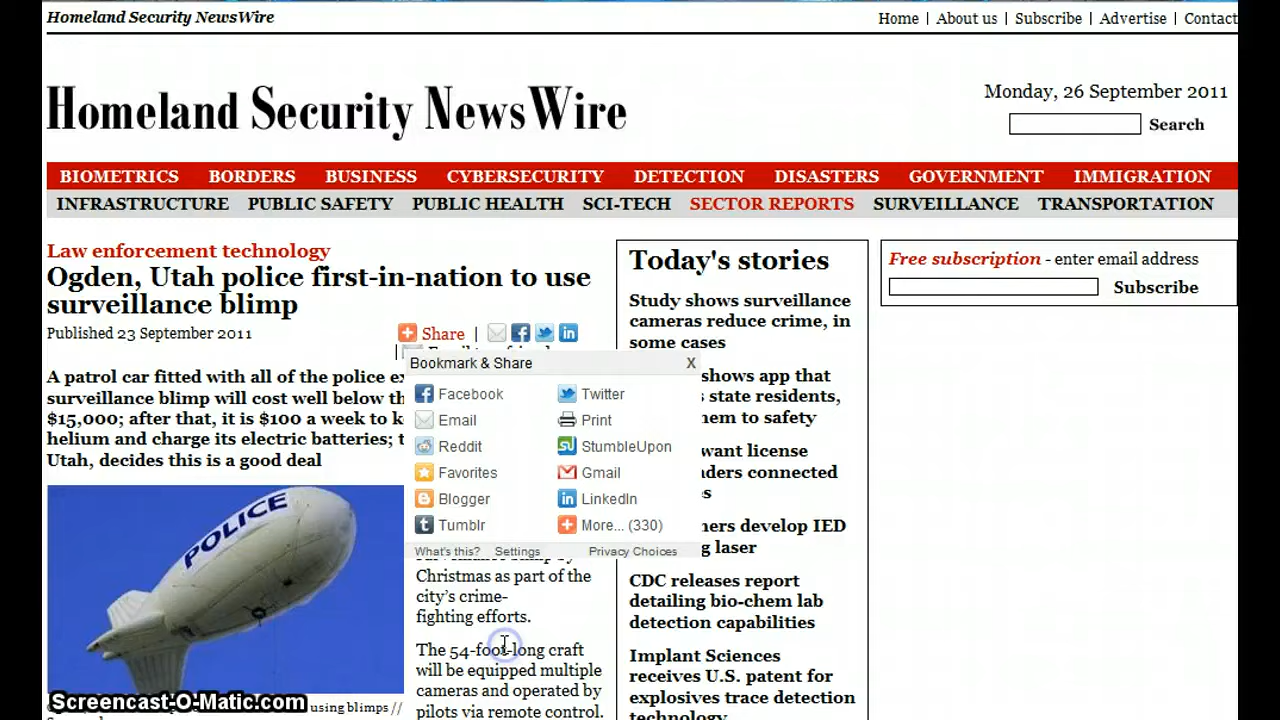 Homeland Security NewsWire
Home | About us | Subscribe | Advertise | Contact
Homeland Security NewsWire
Monday, 26 September 2011
Search
BIOMETRICS BORDERS BUSINESS CYBERSECURITY DETECTION DISASTERS GOVERNMENT IMMIGRATION
INFRASTRUCTURE PUBLIC SAFETY PUBLIC HEALTH SCI-TECH SECTOR REPORTS SURVEILLANCE TRANSPORTATION
Law enforcement technology
Ogden, Utah police first-in-nation to use
surveillance blimp
Published 23 September 2011
Share |
A patrol car fitted with all of the police
surveillance blimp will cost well below
$15,000; after that, it is $100 a week to
helium and charge its electric batteries;
Utah, decides this is a good deal
Bookmark & Share X
Facebook Twitter
Email Print
Reddit StumbleUpon
Favorites Gmail
Blogger LinkedIn
Tumblr More... (330)
What's this? Settings Privacy Choices
POLICE
Christmas as part of the
city's crime-
fighting efforts.
The 54-foot-long craft
will be equipped multiple
cameras and operated by
pilots via remote control.
using blimps //
Screencast-O-Matic.com
Today's stories
Study shows surveillance
cameras reduce crime, in
some cases
shows app that
state residents,
to safety
want license
connected
develop IED
laser
CDC releases report
detailing bio-chem lab
detection capabilities
Implant Sciences
receives U.S. patent for
explosives trace detection
technology
Free subscription - enter email address
Subscribe